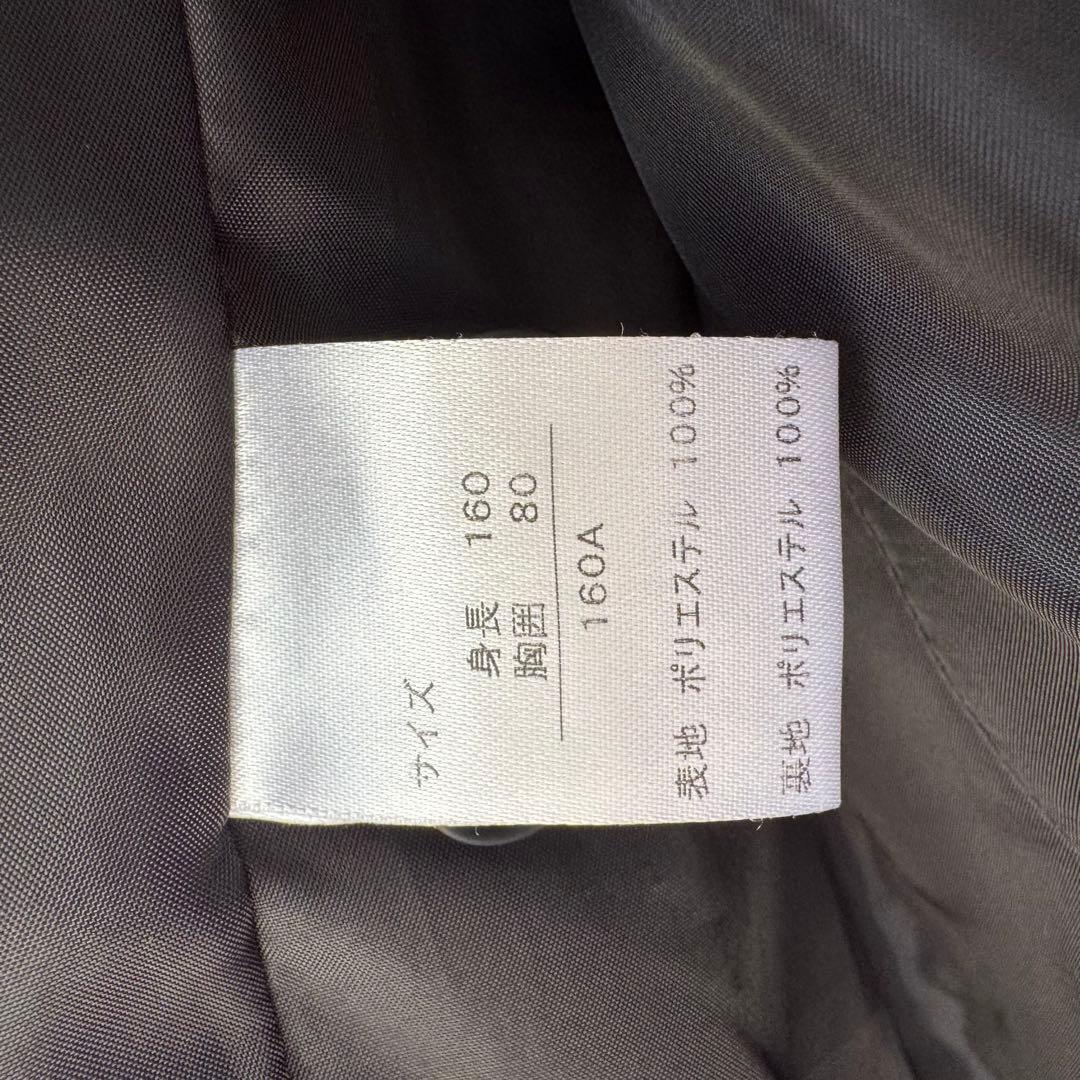 サイズ
身長 160
胸囲 80
160A
表地 ポリエステル 100%
裏地 ポリエステル 100%